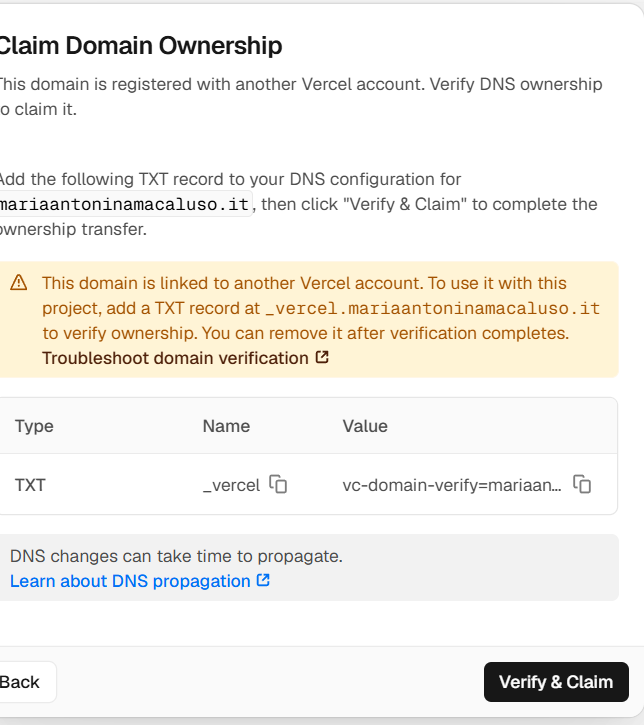 Claim Domain Ownership
This domain is registered with another Vercel account. Verify DNS ownership
to claim it.
Add the following TXT record to your DNS configuration for
mariaantoninamacaluso.it, then click "Verify & Claim" to complete the
ownership transfer.
This domain is linked to another Vercel account. To use it with this
project, add a TXT record at _vercel.mariaantoninamacaluso.it
to verify ownership. You can remove it after verification completes.
Troubleshoot domain verification
Type Name Value
TXT _vercel vc-domain-verify=mariaan...
DNS changes can take time to propagate.
Learn about DNS propagation
Back Verify & Claim